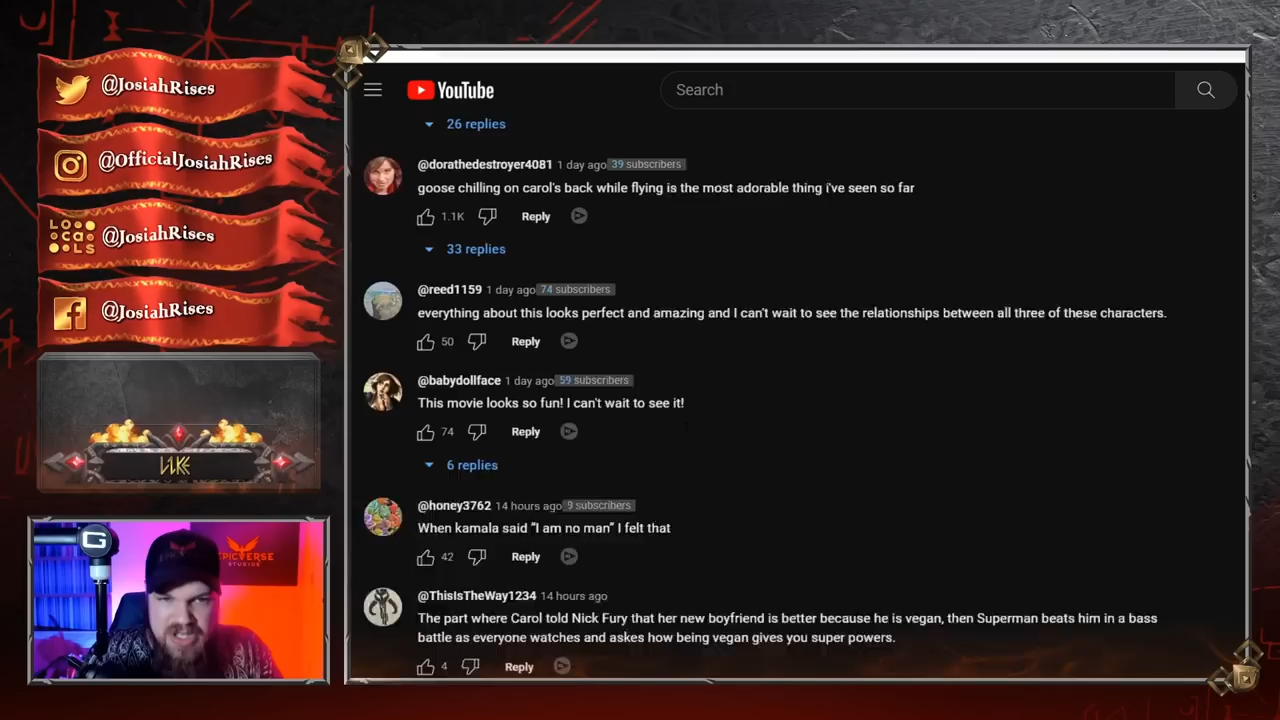 @JosiahRises
@OfficialJosiahRises
LOcaLS
@JosiahRises
@JosiahRises
LIKE
EPICVERSE
STUDIOS
YouTube
Search
26 replies
@dorathedestroyer4081 1 day ago 39 subscribers
goose chilling on carol's back while flying is the most adorable thing i've seen so far
1.1K Reply
33 replies
@reed1159 1 day ago 74 subscribers
everything about this looks perfect and amazing and I can't wait to see the relationships between all three of these characters.
50 Reply
@babydollface 1 day ago 59 subscribers
This movie looks so fun! I can't wait to see it!
74 Reply
6 replies
@honey3762 14 hours ago 9 subscribers
When kamala said "I am no man" I felt that
42 Reply
@ThisIsTheWay1234 14 hours ago
The part where Carol told Nick Fury that her new boyfriend is better because he is vegan, then Superman beats him in a bass
battle as everyone watches and askes how being vegan gives you super powers.
4 Reply